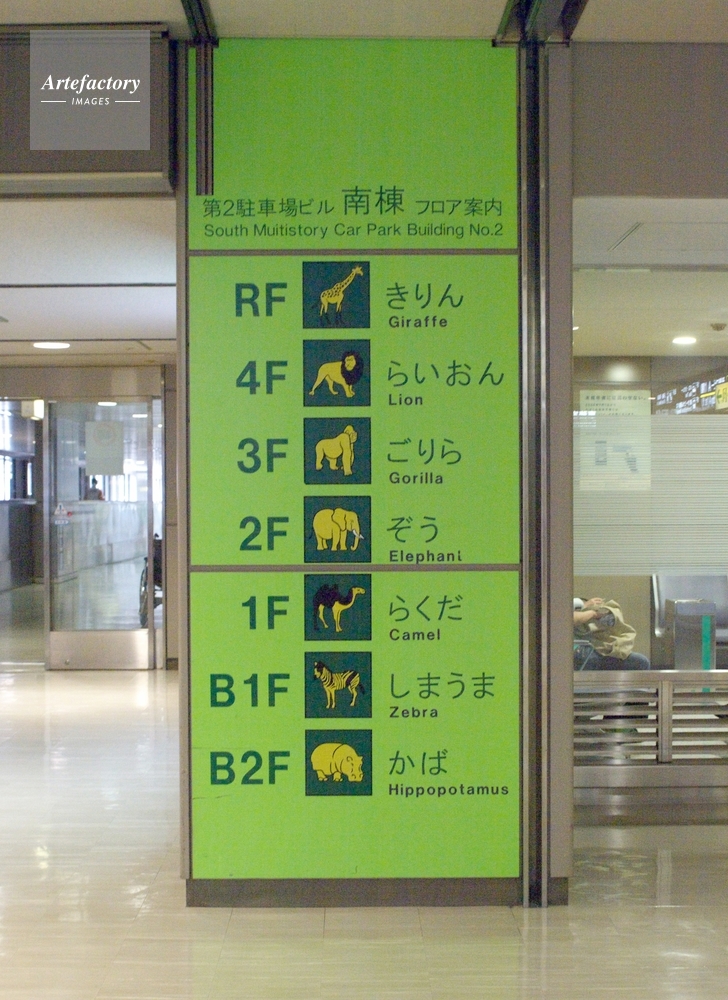 Artefactory
IMAGES
第2駐車場ビル 南棟 フロア案内
South Muitistory Car Park Building No.2
RF きりん
Giraffe
4F らいおん
Lion
3F ごりら
Gorilla
2F ぞう
Elephant
1F らくだ
Camel
B1F しまうま
Zebra
B2F かば
Hippopotamus